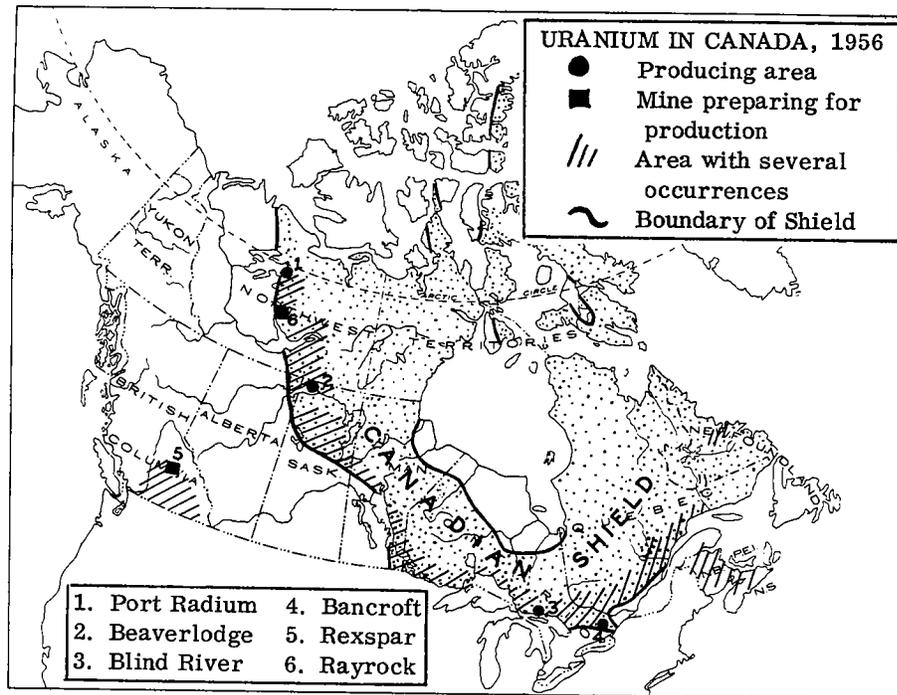 URANIUM IN CANADA, 1956
Producing area
Mine preparing for
production
Area with several
occurrences
Boundary of Shield
ALASKA
YUKON
TERR.
1
6
NORTHWEST TERRITORIES
ARCTIC CIRCLE
2
BRITISH
COLUMBIA
ALBERTA
SASK
5
CANADIAN SHIELD
NEWFOUNDLAND
PEI
NS
3
4
1. Port Radium
2. Beaverlodge
3. Blind River
4. Bancroft
5. Rexspar
6. Rayrock